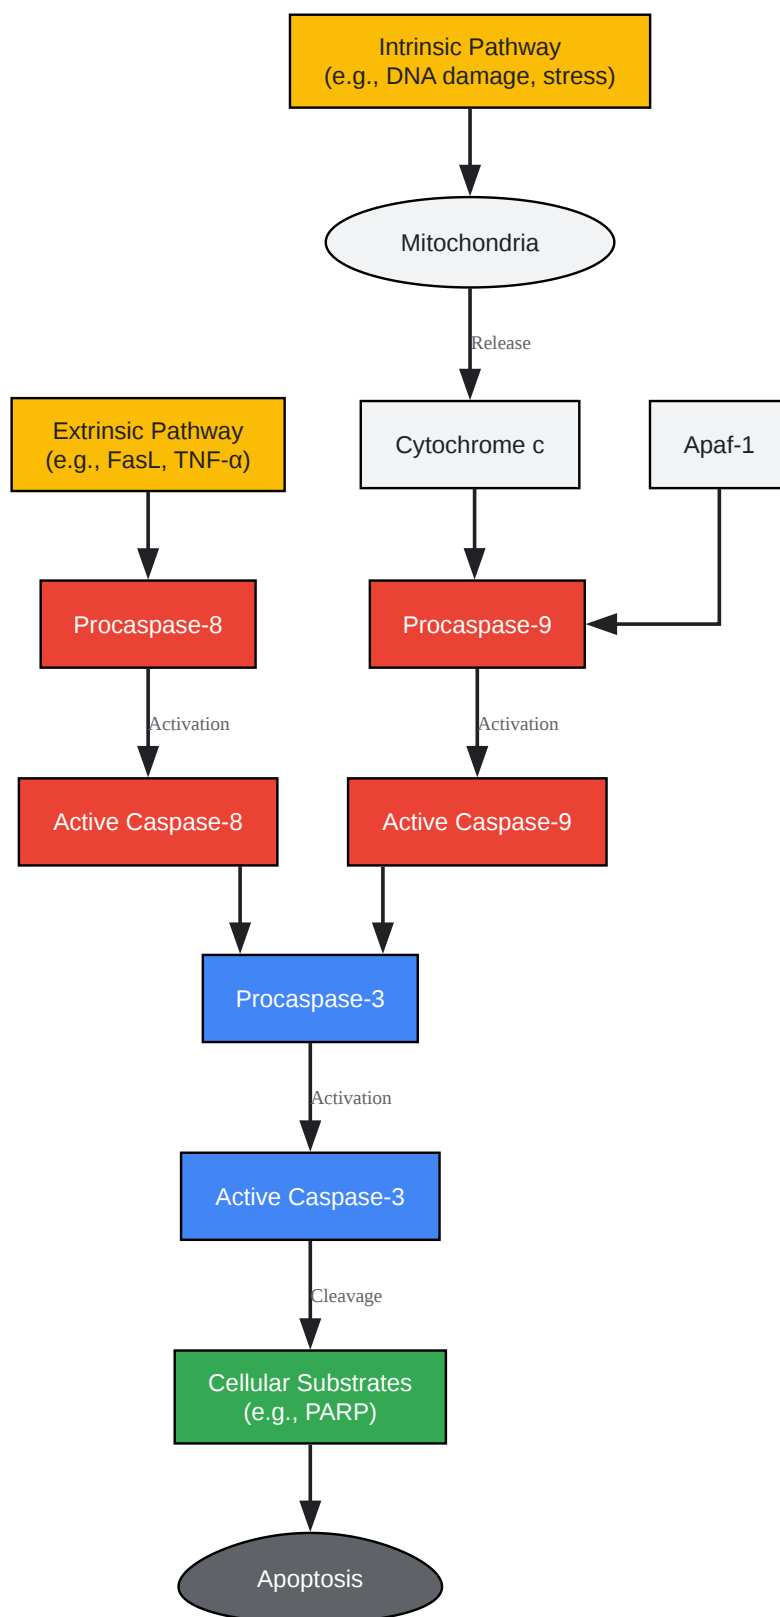 Intrinsic Pathway
(e.g., DNA damage, stress)
Mitochondria
Release
Extrinsic Pathway
(e.g., FasL, TNF-α)
Cytochrome c
Apaf-1
Procaspase-8
Procaspase-9
Activation
Activation
Active Caspase-8
Active Caspase-9
Procaspase-3
Activation
Active Caspase-3
Cleavage
Cellular Substrates
(e.g., PARP)
Apoptosis